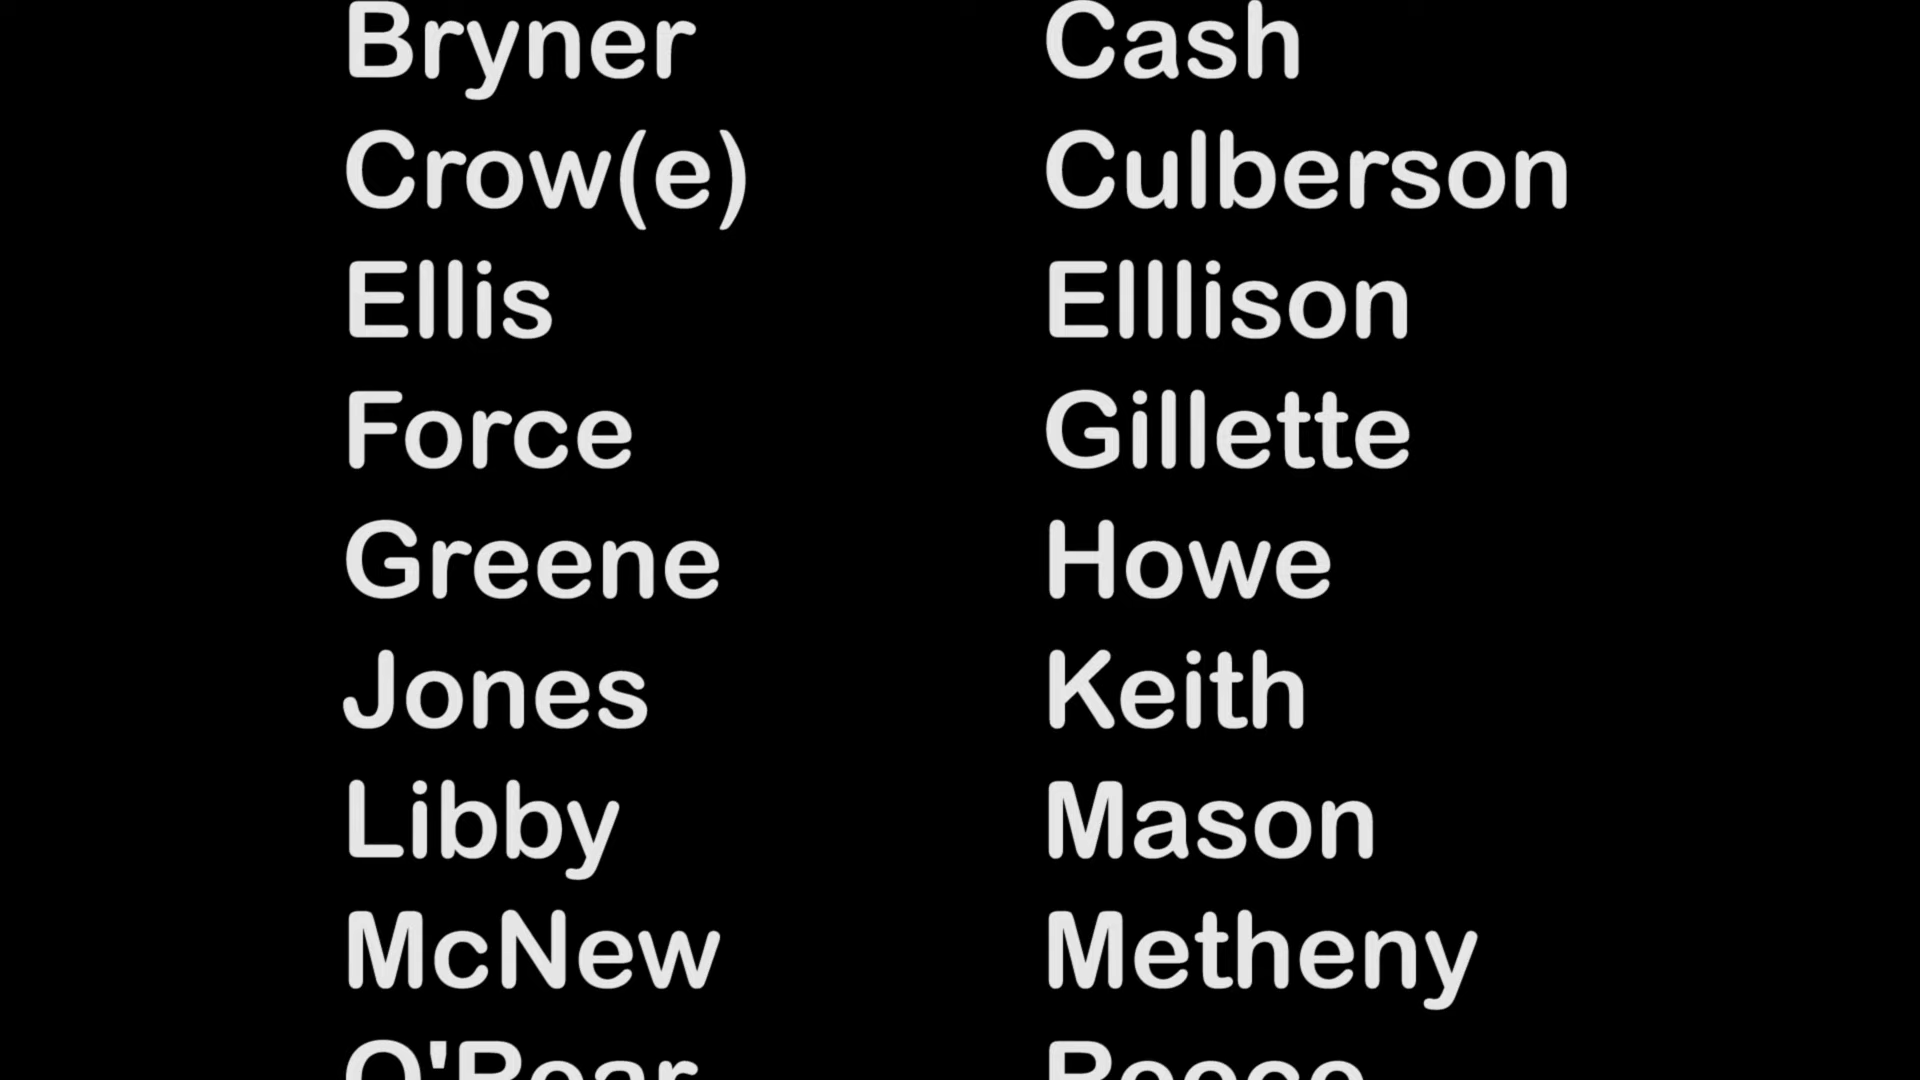 Bryner Cash
Crow(e) Culberson
Ellis Elllison
Force Gillette
Greene Howe
Jones Keith
Libby Mason
McNew Metheny